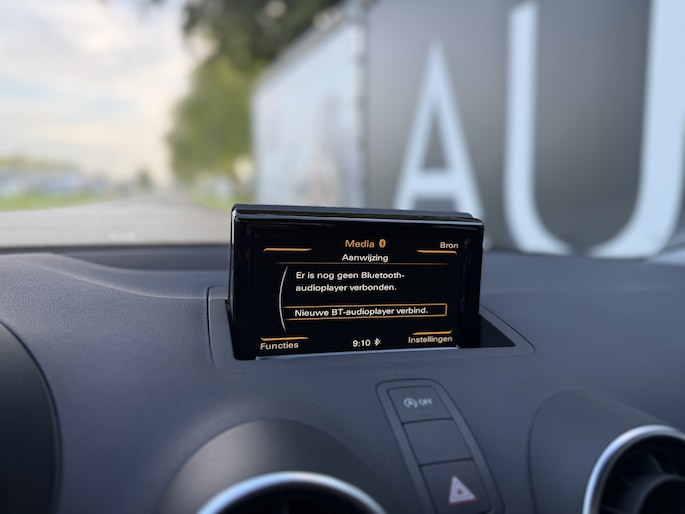 AU
Media
Bron
Aanwijzing
Er is nog geen Bluetooth-
audioplayer verbonden.
Nieuwe BT-audioplayer verbind.
Functies
9:10
Instellingen
OFF